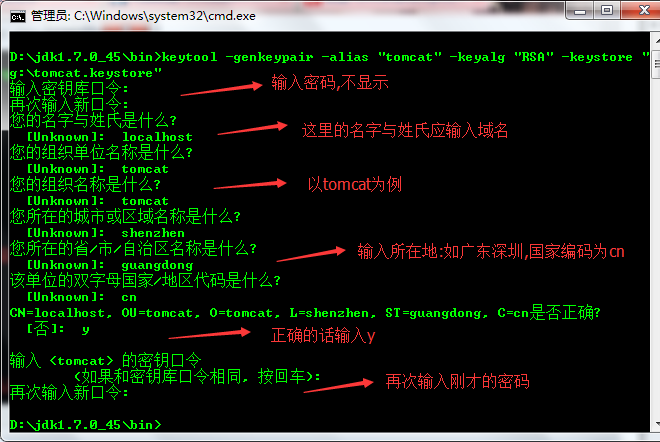 管理员: C:\Windows\system32\cmd.exe
D:\jdk1.7.0_45\bin>keytool -genkeypair -alias "tomcat" -keyalg "RSA" -keystore "
g:\tomcat.keystore"
输入密钥库口令:
输入密码,不显示
再次输入新口令:
您的名字与姓氏是什么?
[Unknown]: localhost
这里的名字与姓氏应输入域名
您的组织单位名称是什么?
[Unknown]: tomcat
您的组织名称是什么?
以tomcat为例
[Unknown]: tomcat
您所在的城市或区域名称是什么?
[Unknown]: shenzhen
您所在的省/市/自治区名称是什么?
输入所在地:如广东深圳,国家编码为cn
[Unknown]: guangdong
该单位的双字母国家/地区代码是什么?
[Unknown]: cn
CN=localhost, OU=tomcat, O=tomcat, L=shenzhen, ST=guangdong, C=cn是否正确?
[否]: y
正确的话输入y
输入 <tomcat> 的密钥口令
(如果和密钥库口令相同, 按回车):
再次输入刚才的密码
再次输入新口令:
D:\jdk1.7.0_45\bin>